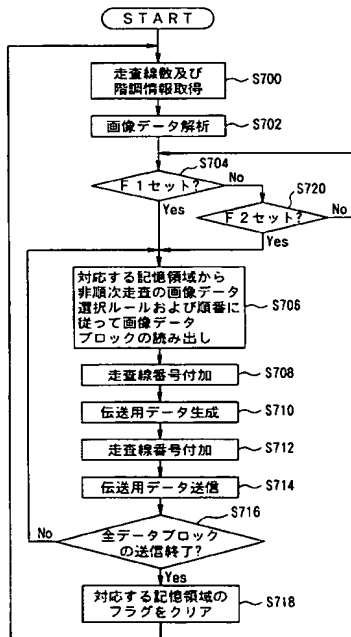 START
走査線数及び
階調情報取得
S700
画像データ解析
S702
S704
F1セット?
No
S720
Yes
F2セット?
No
Yes
対応する記憶領域から
非順次走査の画像データ
選択ルールおよび順番に
従って画像データ
ブロックの読み出し
S706
走査線番号付加
S708
伝送用データ生成
S710
走査線番号付加
S712
伝送用データ送信
S714
S716
No
全データブロック
の送信終了?
Yes
対応する記憶領域の
フラグをクリア
S718